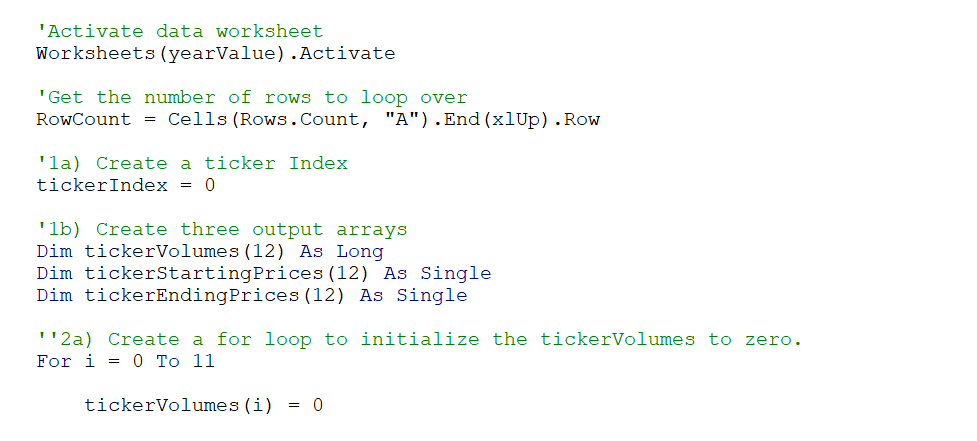 'Activate data worksheet
Worksheets(yearValue).Activate
'Get the number of rows to loop over
RowCount = Cells(Rows.Count, "A").End(xlUp).Row
'1a) Create a ticker Index
tickerIndex = 0
'1b) Create three output arrays
Dim tickerVolumes(12) As Long
Dim tickerStartingPrices(12) As Single
Dim tickerEndingPrices(12) As Single
''2a) Create a for loop to initialize the tickerVolumes to zero.
For i = 0 To 11
tickerVolumes(i) = 0